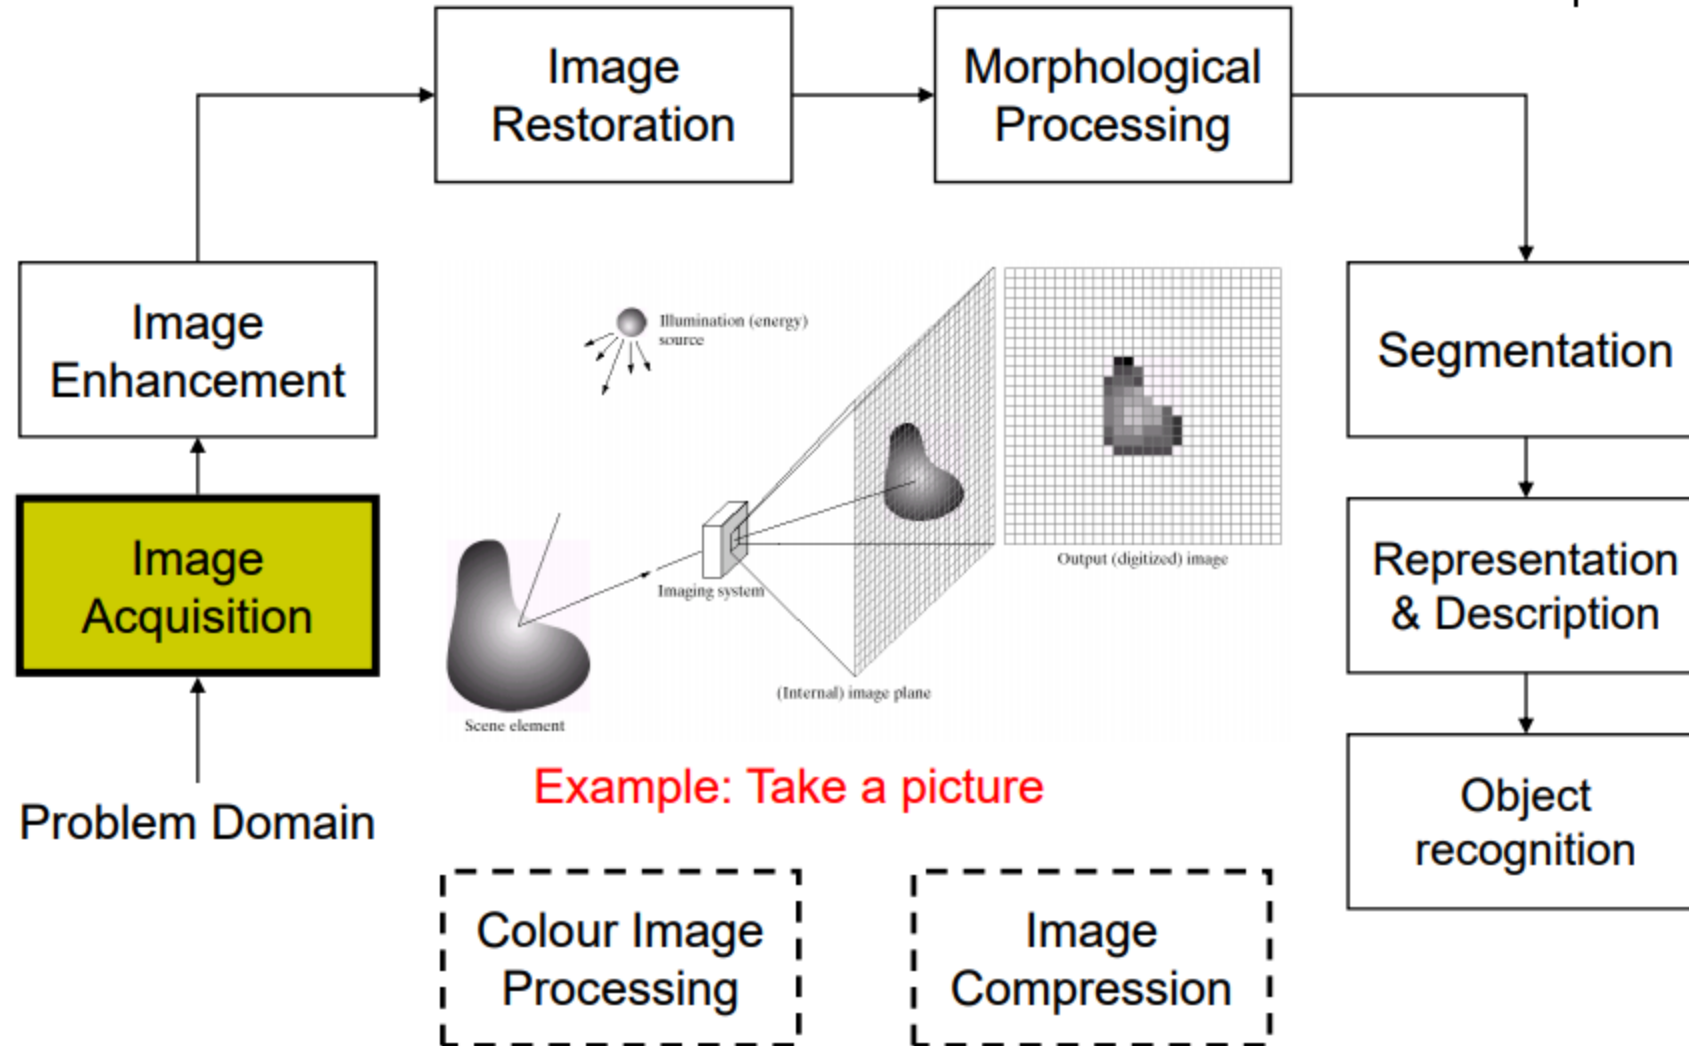 Image
Restoration
Morphological
Processing
Image
Enhancement
Illumination (energy)
source
Segmentation
Image
Acquisition
Imaging system
Output (digitized) image
Representation
& Description
(Internal) image plane
Scene element
Example: Take a picture
Problem Domain
Object
recognition
Colour Image
Processing
Image
Compression